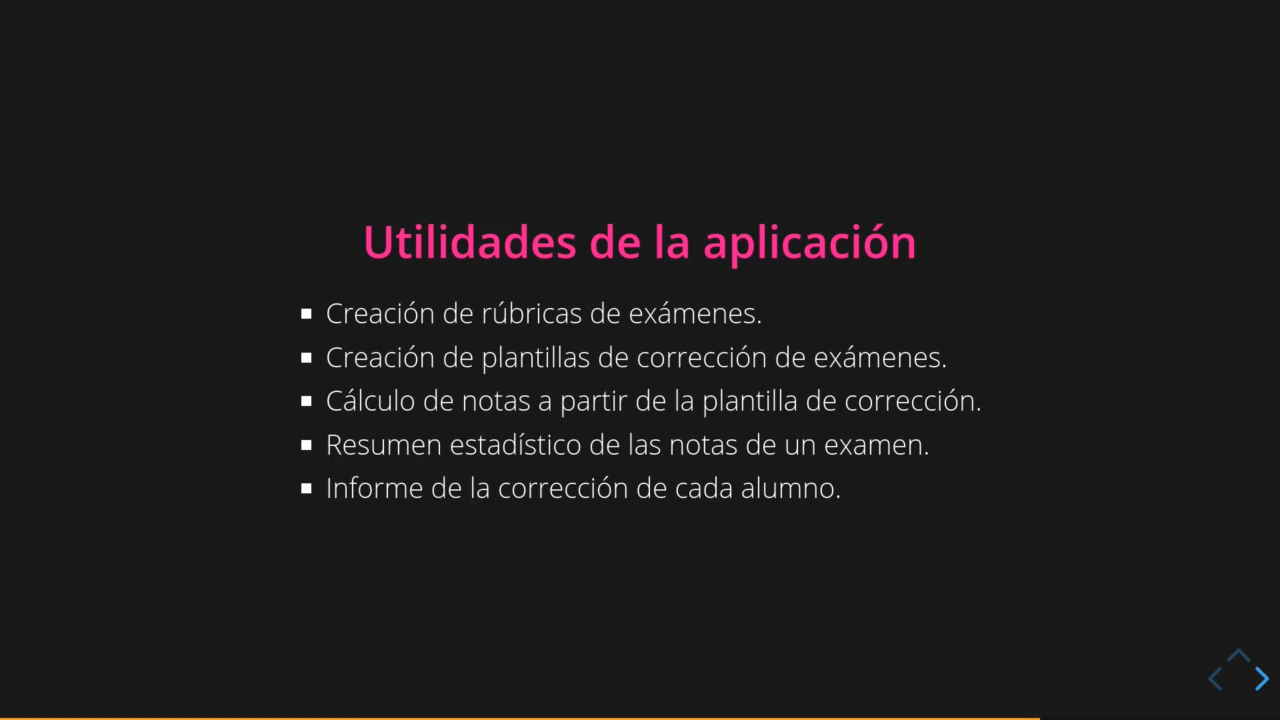 Utilidades de la aplicación
Creación de rúbricas de exámenes.
Creación de plantillas de corrección de exámenes.
Cálculo de notas a partir de la plantilla de corrección.
Resumen estadístico de las notas de un examen.
Informe de la corrección de cada alumno.